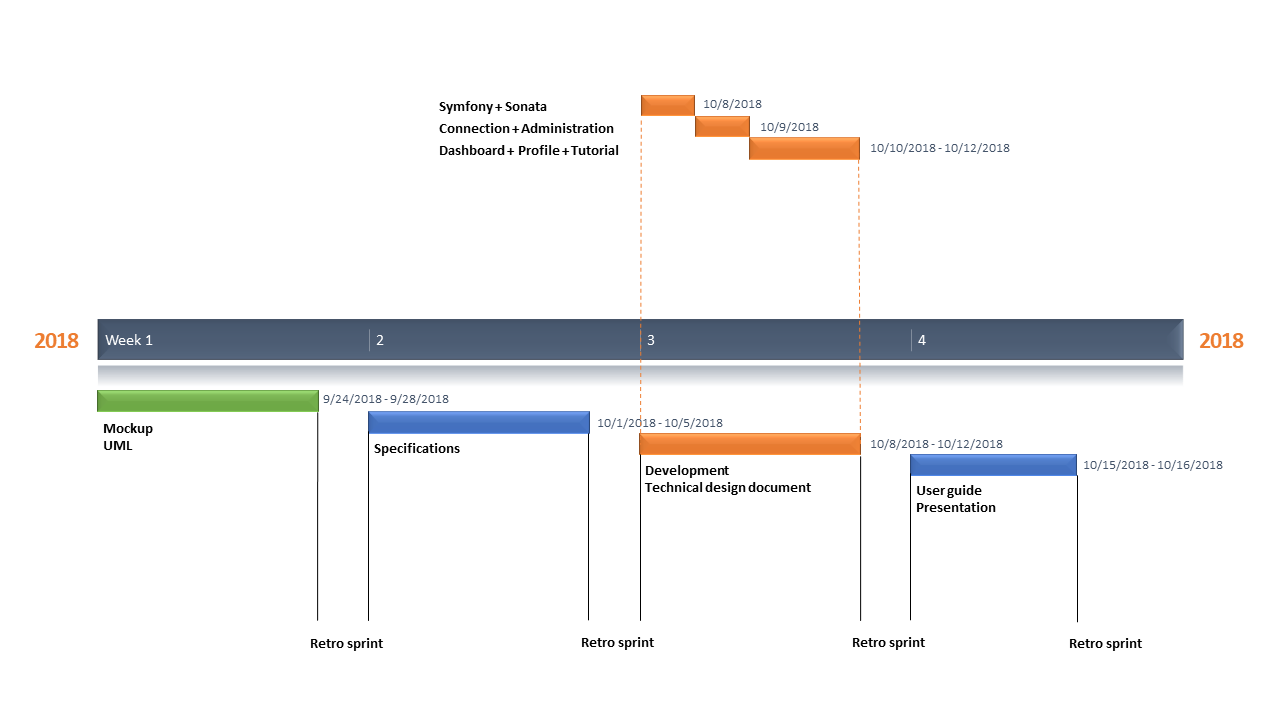 Symfony + Sonata
10/8/2018
Connection + Administration
10/9/2018
Dashboard + Profile + Tutorial
10/10/2018 - 10/12/2018
2018
Week 1
2
3
4
2018
9/24/2018 - 9/28/2018
Mockup
UML
10/1/2018 - 10/5/2018
Specifications
10/8/2018 - 10/12/2018
Development
Technical design document
10/15/2018 - 10/16/2018
User guide
Presentation
Retro sprint
Retro sprint
Retro sprint
Retro sprint